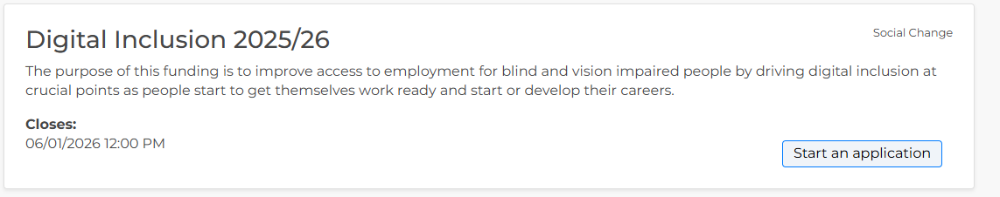 Digital Inclusion 2025/26
Social Change
The purpose of this funding is to improve access to employment for blind and vision impaired people by driving digital inclusion at
crucial points as people start to get themselves work ready and start or develop their careers.
Closes:
06/01/2026 12:00 PM
Start an application